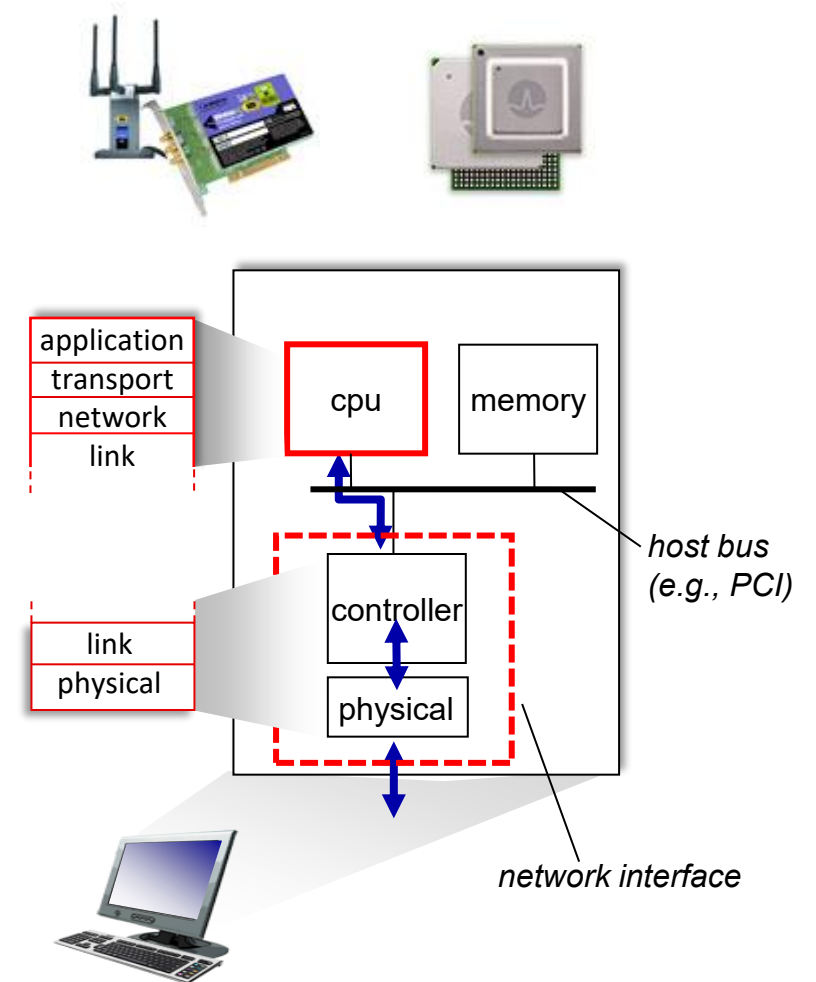 application
transport
network
link
cpu
memory
host bus
(e.g., PCI)
controller
link
physical
physical
network interface